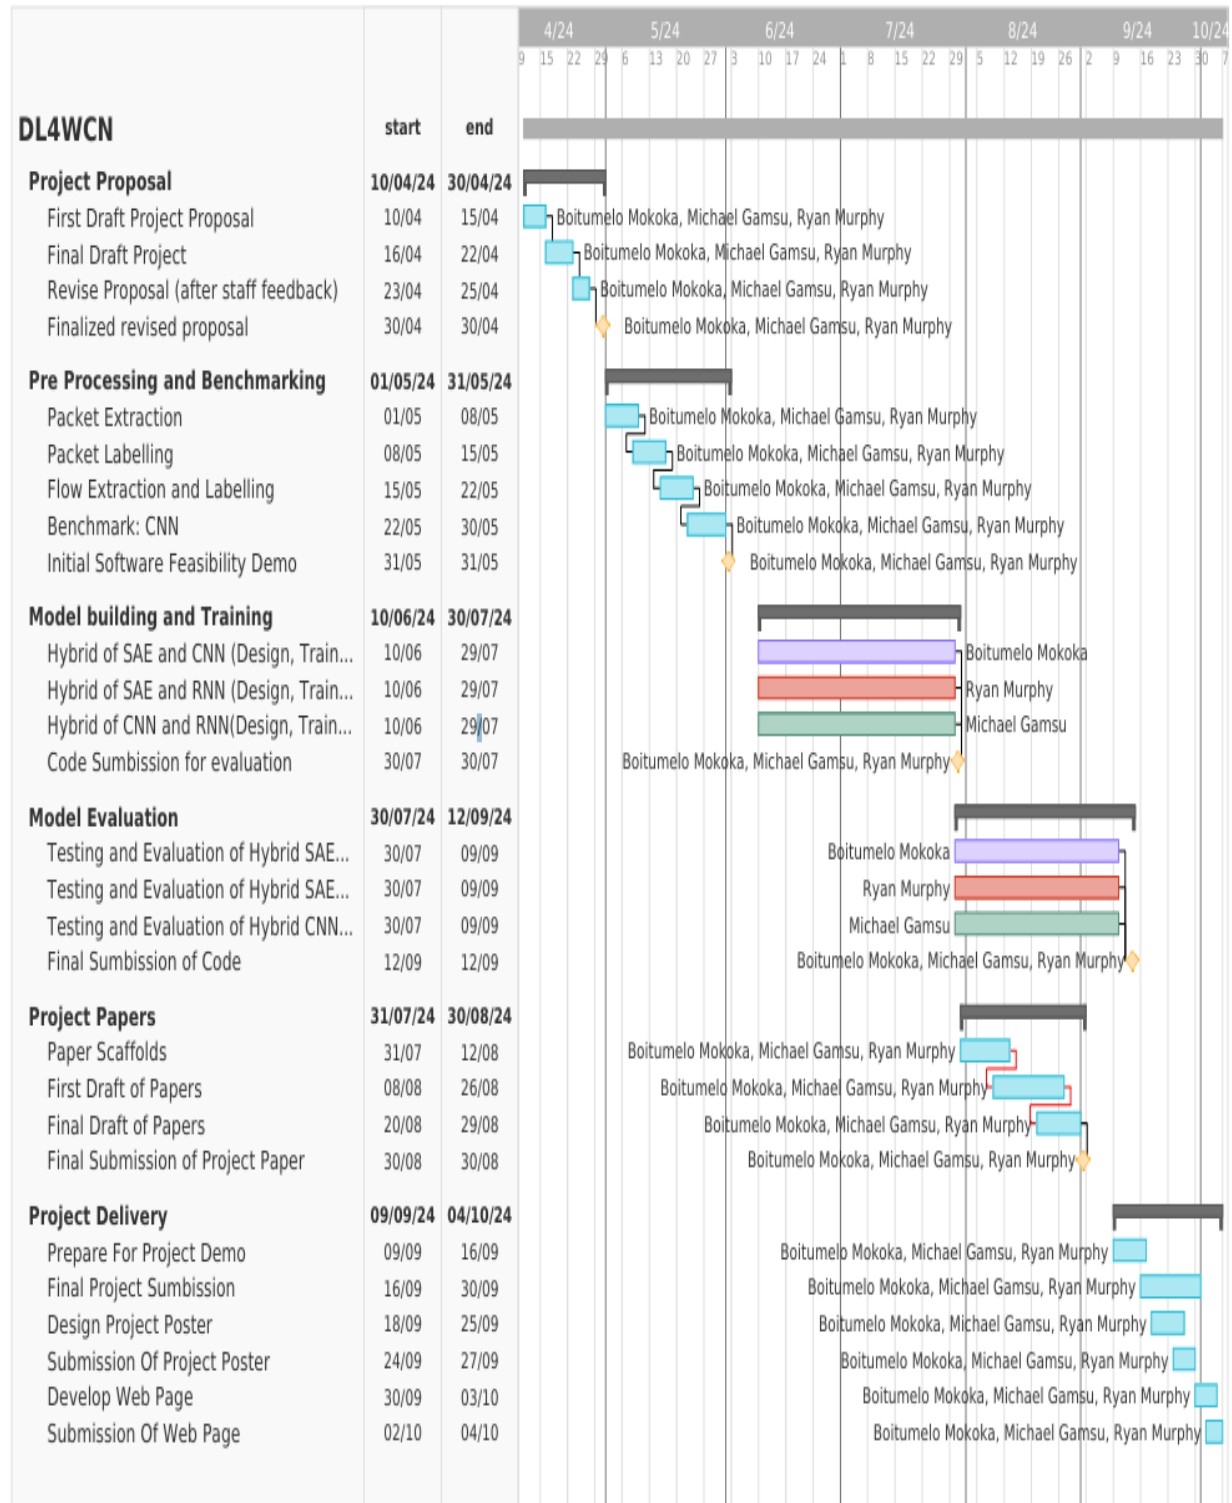 4/24 5/24 6/24 7/24 8/24 9/24 10/24
9 15 22 29 6 13 20 27 3 10 17 24 1 8 15 22 29 5 12 19 26 2 9 16 23 30 7
DL4WCN start end
Project Proposal 10/04/24 30/04/24
First Draft Project Proposal 10/04 15/04 Boitumelo Mokoka, Michael Gamsu, Ryan Murphy
Final Draft Project 16/04 22/04 Boitumelo Mokoka, Michael Gamsu, Ryan Murphy
Revise Proposal (after staff feedback) 23/04 25/04 Boitumelo Mokoka, Michael Gamsu, Ryan Murphy
Finalized revised proposal 30/04 30/04 Boitumelo Mokoka, Michael Gamsu, Ryan Murphy
Pre Processing and Benchmarking 01/05/24 31/05/24
Packet Extraction 01/05 08/05 Boitumelo Mokoka, Michael Gamsu, Ryan Murphy
Packet Labelling 08/05 15/05 Boitumelo Mokoka, Michael Gamsu, Ryan Murphy
Flow Extraction and Labelling 15/05 22/05 Boitumelo Mokoka, Michael Gamsu, Ryan Murphy
Benchmark: CNN 22/05 30/05 Boitumelo Mokoka, Michael Gamsu, Ryan Murphy
Initial Software Feasibility Demo 31/05 31/05 Boitumelo Mokoka, Michael Gamsu, Ryan Murphy
Model building and Training 10/06/24 30/07/24
Hybrid of SAE and CNN (Design, Train... 10/06 29/07 Boitumelo Mokoka
Hybrid of SAE and RNN (Design, Train... 10/06 29/07 Ryan Murphy
Hybrid of CNN and RNN(Design, Train... 10/06 29/07 Michael Gamsu
Code Sumbission for evaluation 30/07 30/07 Boitumelo Mokoka, Michael Gamsu, Ryan Murphy
Model Evaluation 30/07/24 12/09/24
Testing and Evaluation of Hybrid SAE... 30/07 09/09 Boitumelo Mokoka
Testing and Evaluation of Hybrid SAE... 30/07 09/09 Ryan Murphy
Testing and Evaluation of Hybrid CNN... 30/07 09/09 Michael Gamsu
Final Sumbission of Code 12/09 12/09 Boitumelo Mokoka, Michael Gamsu, Ryan Murphy
Project Papers 31/07/24 30/08/24
Paper Scaffolds 31/07 12/08 Boitumelo Mokoka, Michael Gamsu, Ryan Murphy
First Draft of Papers 08/08 26/08 Boitumelo Mokoka, Michael Gamsu, Ryan Murphy
Final Draft of Papers 20/08 29/08 Boitumelo Mokoka, Michael Gamsu, Ryan Murphy
Final Submission of Project Paper 30/08 30/08 Boitumelo Mokoka, Michael Gamsu, Ryan Murphy
Project Delivery 09/09/24 04/10/24
Prepare For Project Demo 09/09 16/09 Boitumelo Mokoka, Michael Gamsu, Ryan Murphy
Final Project Sumbission 16/09 30/09 Boitumelo Mokoka, Michael Gamsu, Ryan Murphy
Design Project Poster 18/09 25/09 Boitumelo Mokoka, Michael Gamsu, Ryan Murphy
Submission Of Project Poster 24/09 27/09 Boitumelo Mokoka, Michael Gamsu, Ryan Murphy
Develop Web Page 30/09 03/10 Boitumelo Mokoka, Michael Gamsu, Ryan Murphy
Submission Of Web Page 02/10 04/10 Boitumelo Mokoka, Michael Gamsu, Ryan Murphy